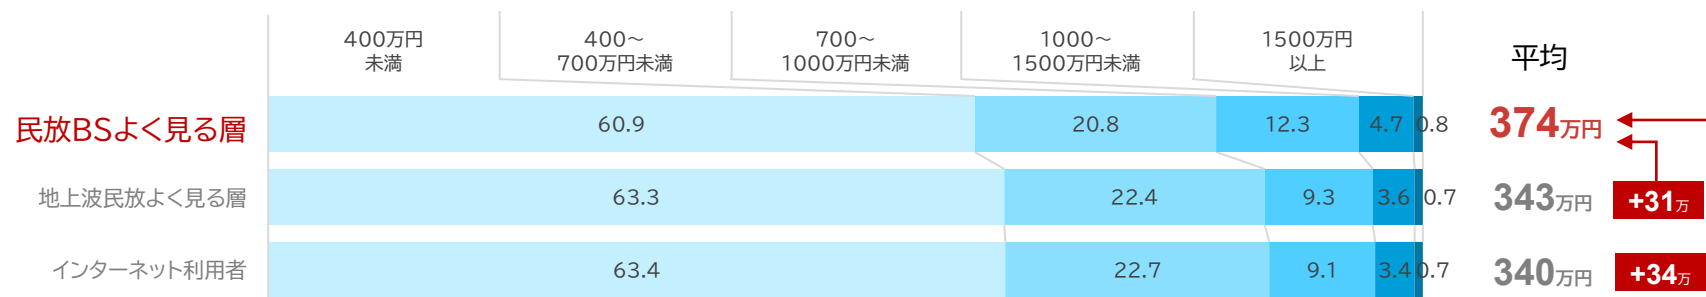 400万円
未満
400～
700万円未満
700～
1000万円未満
1000～
1500万円未満
1500万円
以上
平均
民放BSよく見る層
60.9
20.8
12.3
4.7
0.8
374万円
地上波民放よく見る層
63.3
22.4
9.3
3.6
0.7
343万円
+31万
インターネット利用者
63.4
22.7
9.1
3.4
0.7
340万円
+34万